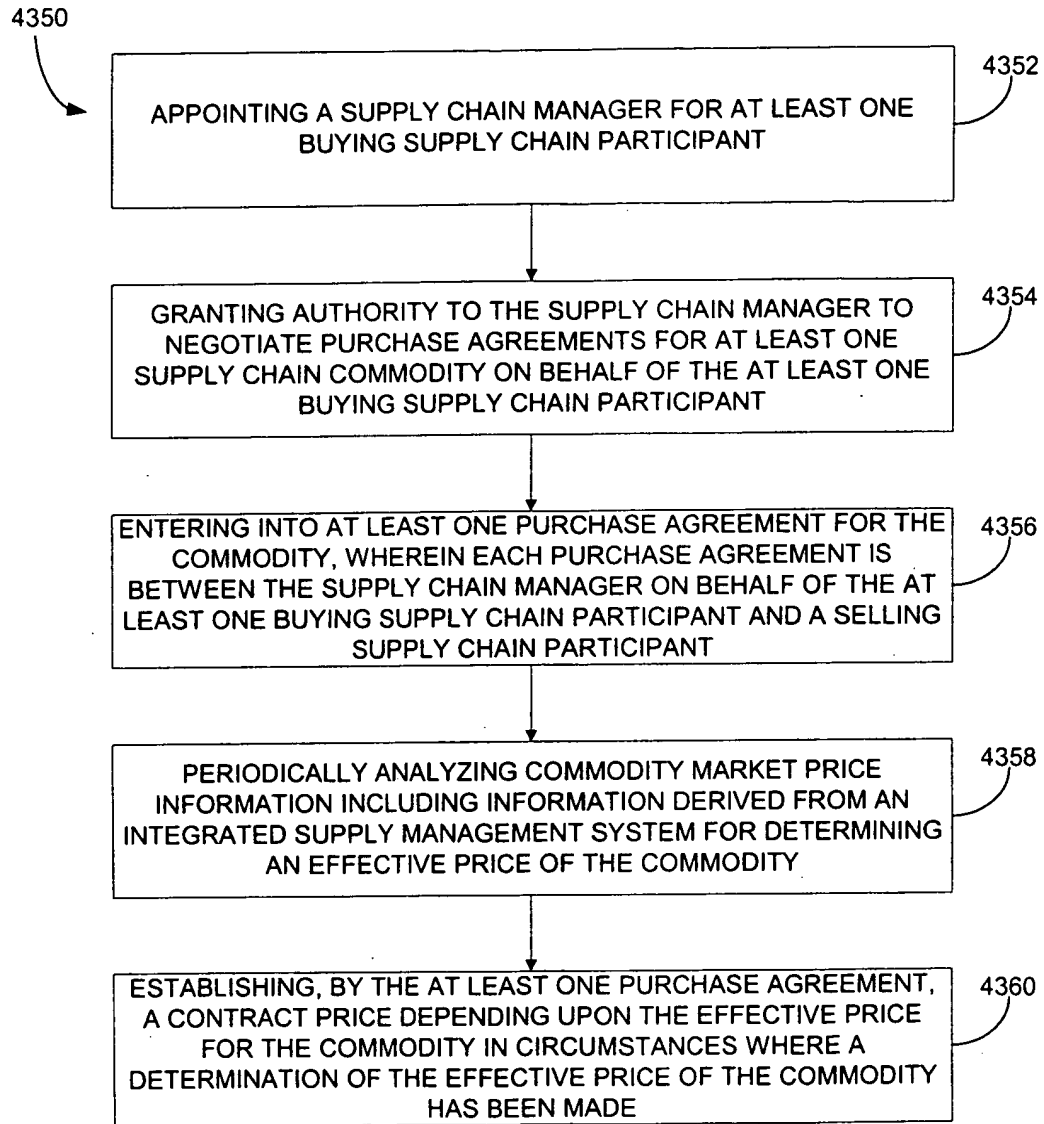 4350
4352
APPOINTING A SUPPLY CHAIN MANAGER FOR AT LEAST ONE
BUYING SUPPLY CHAIN PARTICIPANT
4354
GRANTING AUTHORITY TO THE SUPPLY CHAIN MANAGER TO
NEGOTIATE PURCHASE AGREEMENTS FOR AT LEAST ONE
SUPPLY CHAIN COMMODITY ON BEHALF OF THE AT LEAST ONE
BUYING SUPPLY CHAIN PARTICIPANT
4356
ENTERING INTO AT LEAST ONE PURCHASE AGREEMENT FOR THE
COMMODITY, WHEREIN EACH PURCHASE AGREEMENT IS
BETWEEN THE SUPPLY CHAIN MANAGER ON BEHALF OF THE AT
LEAST ONE BUYING SUPPLY CHAIN PARTICIPANT AND A SELLING
SUPPLY CHAIN PARTICIPANT
4358
PERIODICALLY ANALYZING COMMODITY MARKET PRICE
INFORMATION INCLUDING INFORMATION DERIVED FROM AN
INTEGRATED SUPPLY MANAGEMENT SYSTEM FOR DETERMINING
AN EFFECTIVE PRICE OF THE COMMODITY
4360
ESTABLISHING, BY THE AT LEAST ONE PURCHASE AGREEMENT,
A CONTRACT PRICE DEPENDING UPON THE EFFECTIVE PRICE
FOR THE COMMODITY IN CIRCUMSTANCES WHERE A
DETERMINATION OF THE EFFECTIVE PRICE OF THE COMMODITY
HAS BEEN MADE